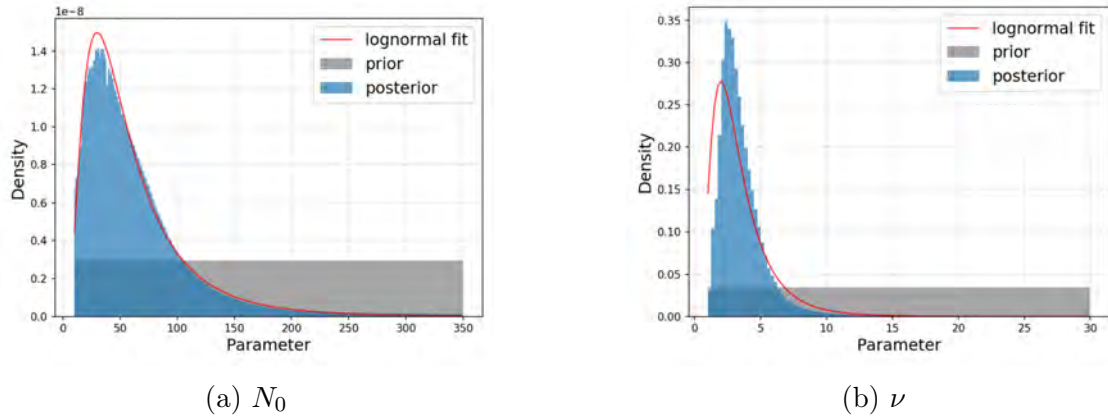 1e−8
1.4
1.2
1.0
0.8
0.6
0.4
0.2
0.0
Density
0 50 100 150 200 250 300 350
Parameter
lognormal fit
prior
posterior
(a) N₀
0.35
0.30
0.25
0.20
0.15
0.10
0.05
0.00
Density
0 5 10 15 20 25 30
Parameter
lognormal fit
prior
posterior
(b) ν